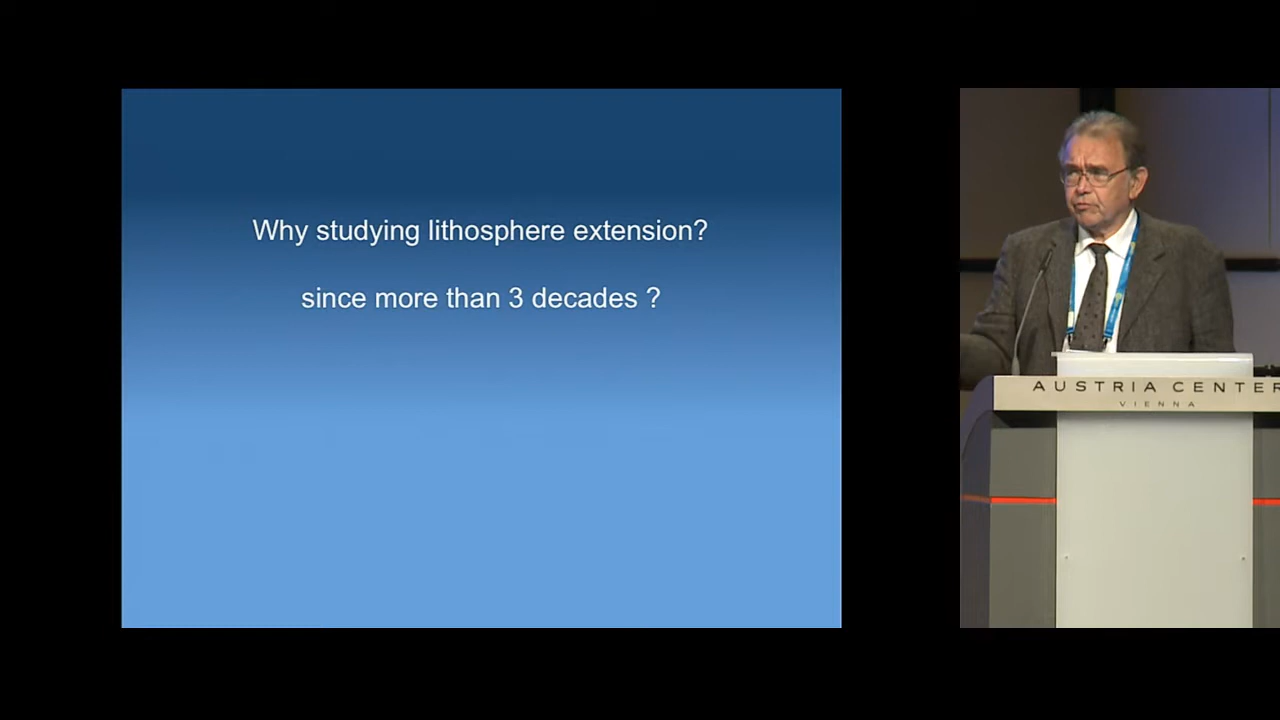 Why studying lithosphere extension?
since more than 3 decades ?
AUSTRIA CENTER
VIENNA